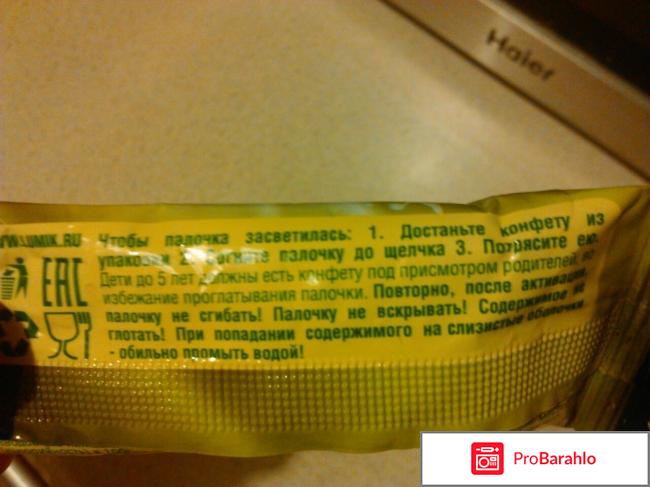 Haier
WWW.LUMIK.RU
Чтобы палочка засветилась: 1. Достаньте конфету из
упаковки 2. Согните палочку до щелчка 3. Потрясите ею.
Дети до 5 лет должны есть конфету под присмотром родителей, во
избежание проглатывания палочки. Повторно, после активации,
палочку не сгибать! Палочку не вскрывать! Содержимое не
глотать! При попадании содержимого на слизистые оболочки
- обильно промыть водой!
EAC
ProBarahlo